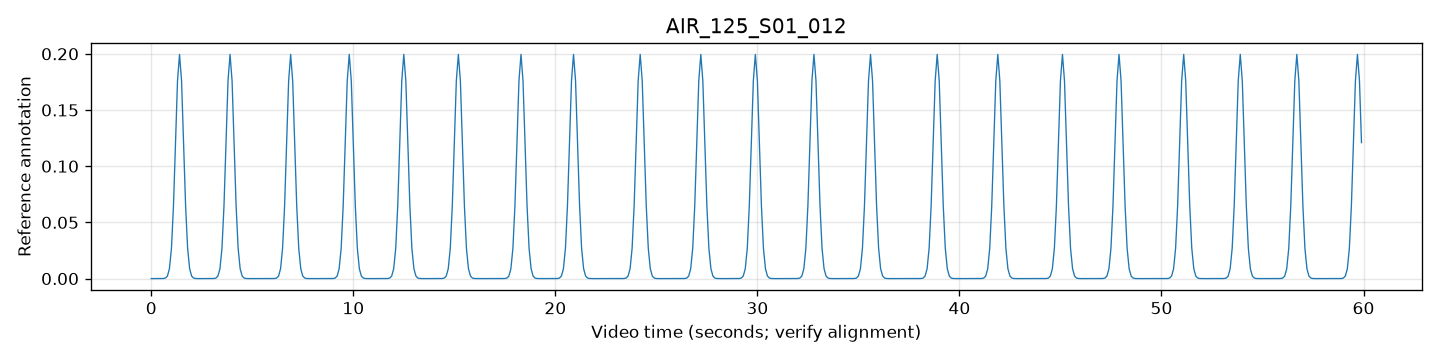 AIR_125_S01_012
Reference annotation
0.20
0.15
0.10
0.05
0.00
0 10 20 30 40 50 60
Video time (seconds; verify alignment)